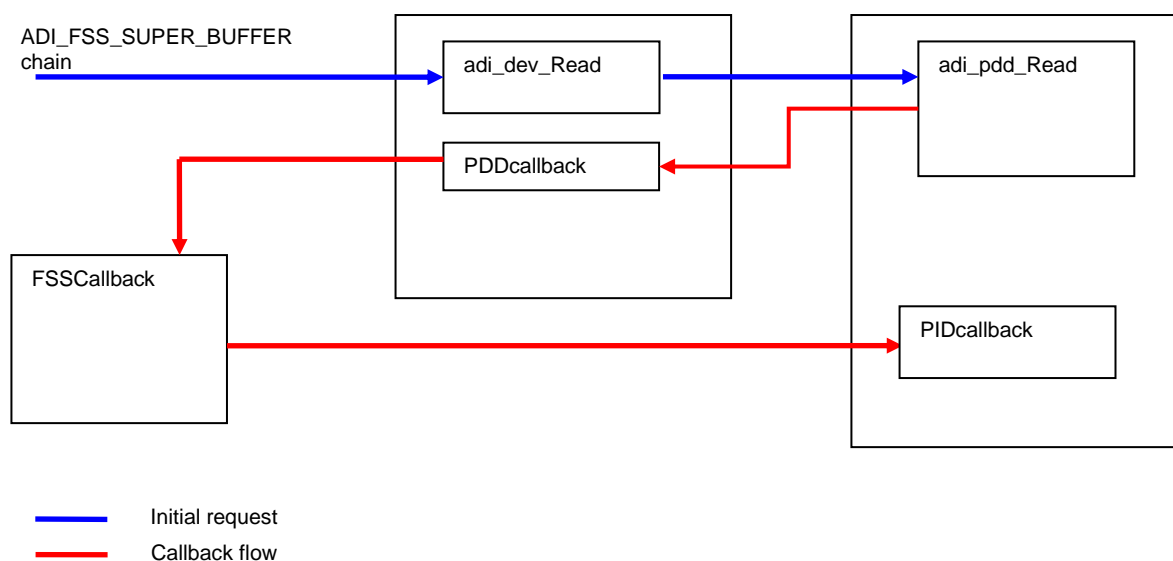 ADI_FSS_SUPER_BUFFER
chain
adi_dev_Read
adi_pdd_Read
PDDcallback
FSSCallback
PIDcallback
Initial request
Callback flow